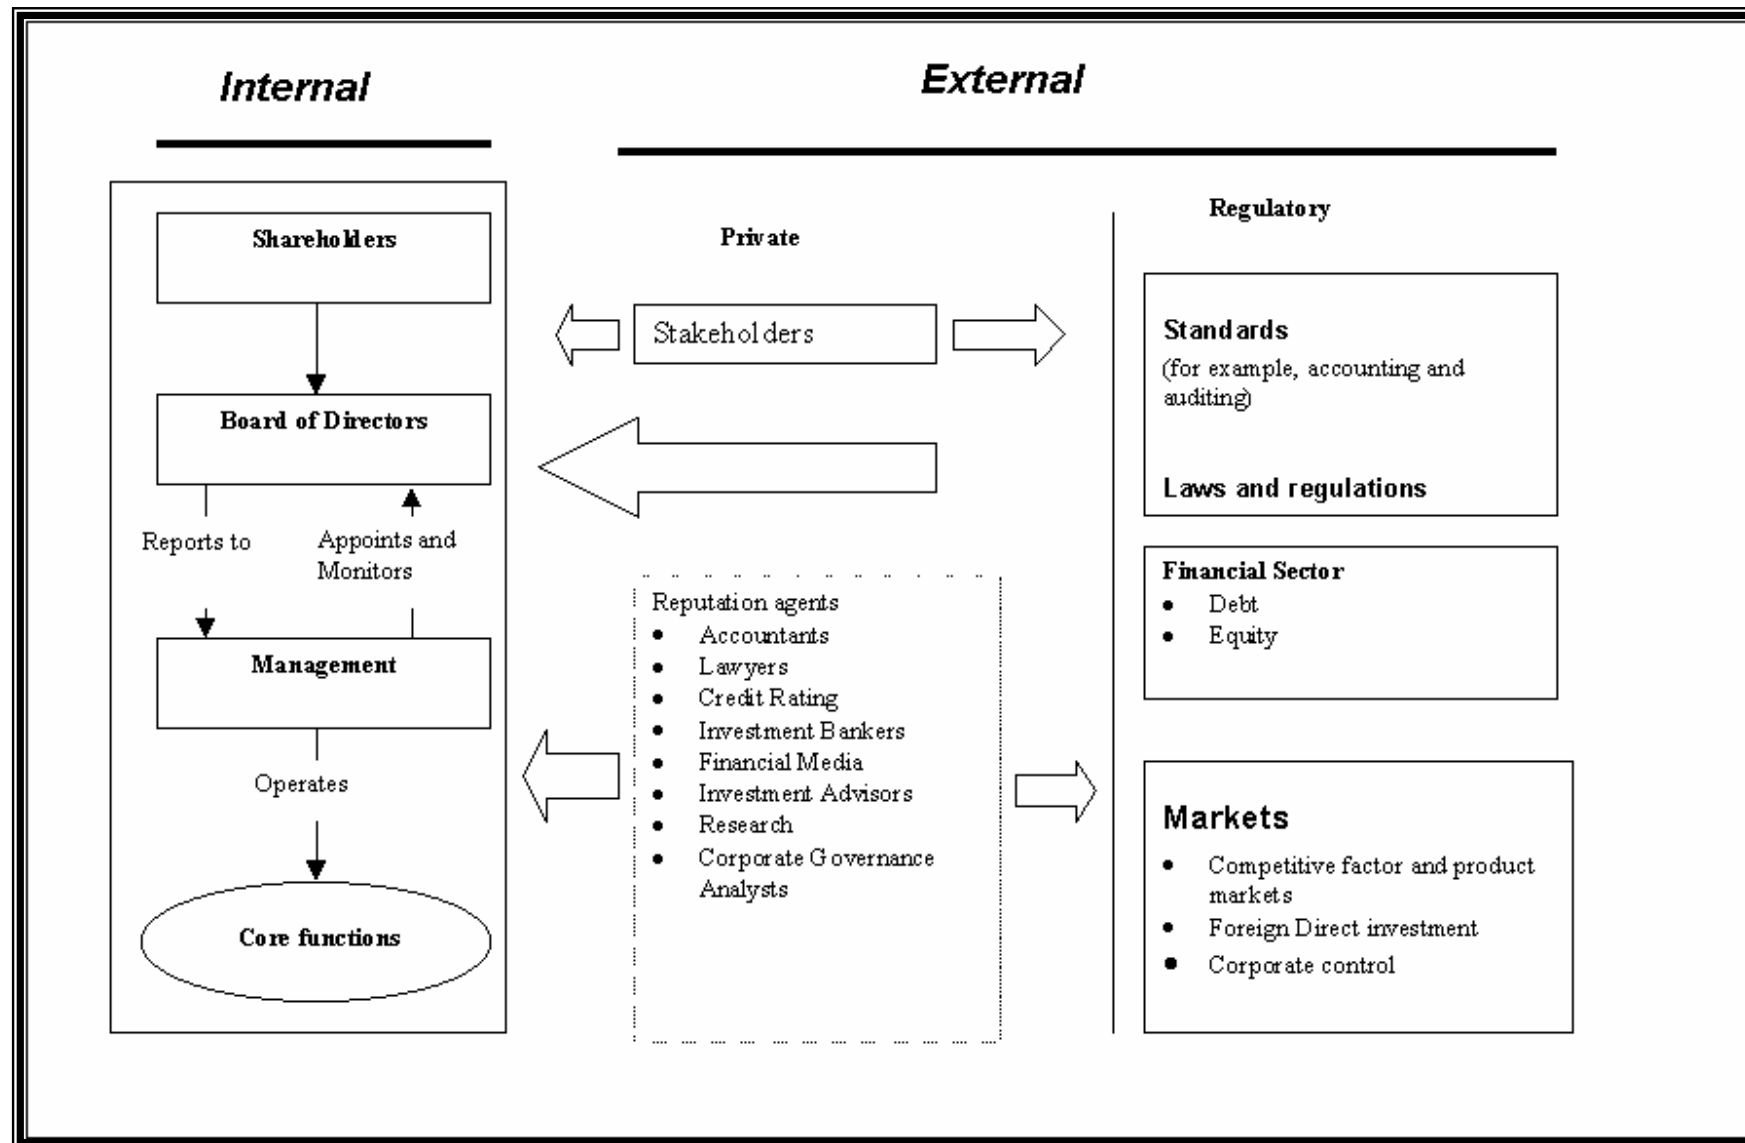 Internal
External
Shareholders
Board of Directors
Reports to
Appoints and
Monitors
Management
Operates
Core functions
Private
Stakeholders
Reputation agents
• Accountants
• Lawyers
• Credit Rating
• Investment Bankers
• Financial Media
• Investment Advisors
• Research
• Corporate Governance
Analysts
Regulatory
Standards
(for example, accounting and
auditing)
Laws and regulations
Financial Sector
• Debt
• Equity
Markets
• Competitive factor and product
markets
• Foreign Direct investment
• Corporate control